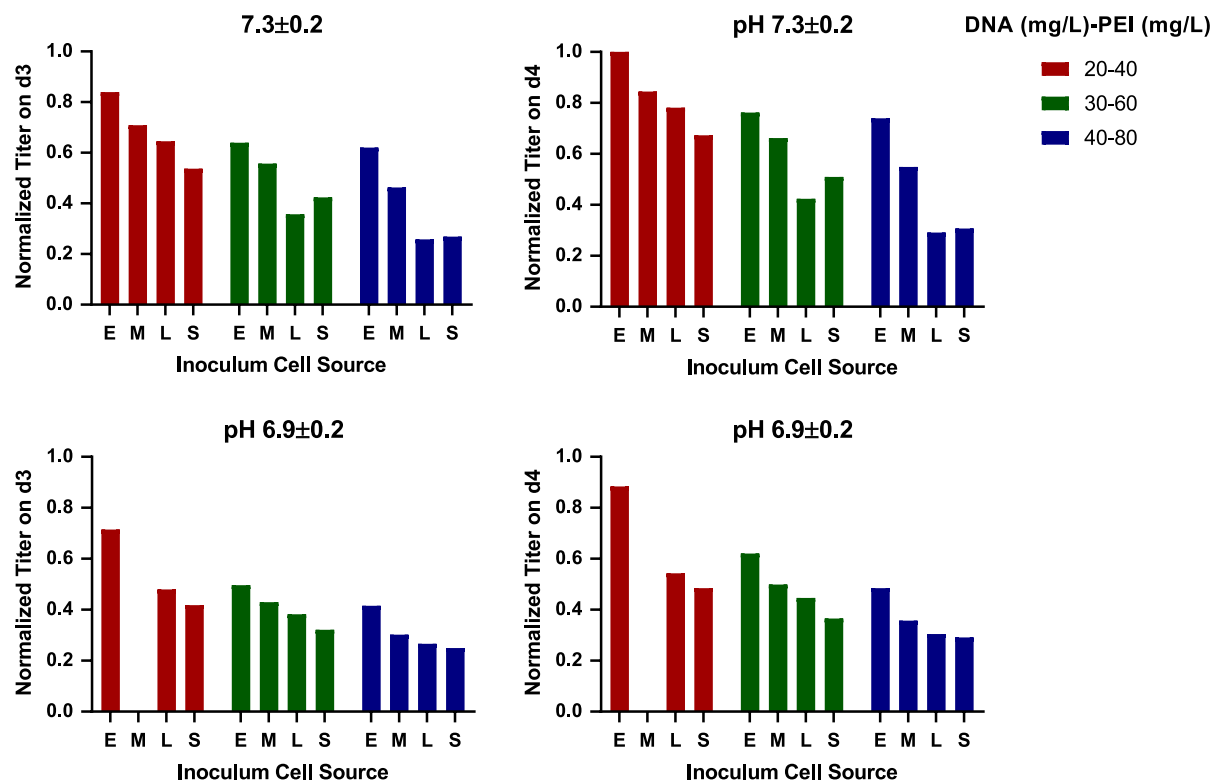 7.3±0.2
Normalized Titer on d3
1.0
0.8
0.6
0.4
0.2
0.0
E M L S E M L S E M L S
Inoculum Cell Source
pH 7.3±0.2
Normalized Titer on d4
1.0
0.8
0.6
0.4
0.2
0.0
E M L S E M L S E M L S
Inoculum Cell Source
DNA (mg/L)-PEI (mg/L)
20-40
30-60
40-80
pH 6.9±0.2
Normalized Titer on d3
1.0
0.8
0.6
0.4
0.2
0.0
E M L S E M L S E M L S
Inoculum Cell Source
pH 6.9±0.2
Normalized Titer on d4
1.0
0.8
0.6
0.4
0.2
0.0
E M L S E M L S E M L S
Inoculum Cell Source